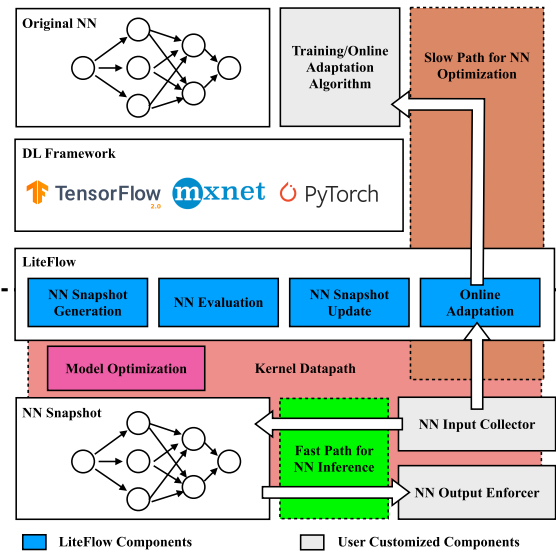 Original NN
Training/Online
Adaptation
Algorithm
Slow Path for NN
Optimization
DL Framework
TensorFlow
2.0
mxnet
PyTorch
LiteFlow
NN Snapshot
Generation
NN Evaluation
NN Snapshot
Update
Online
Adaptation
Model Optimization
Kernel Datapath
NN Snapshot
Fast Path for
NN Inference
NN Input Collector
NN Output Enforcer
LiteFlow Components
User Customized Components